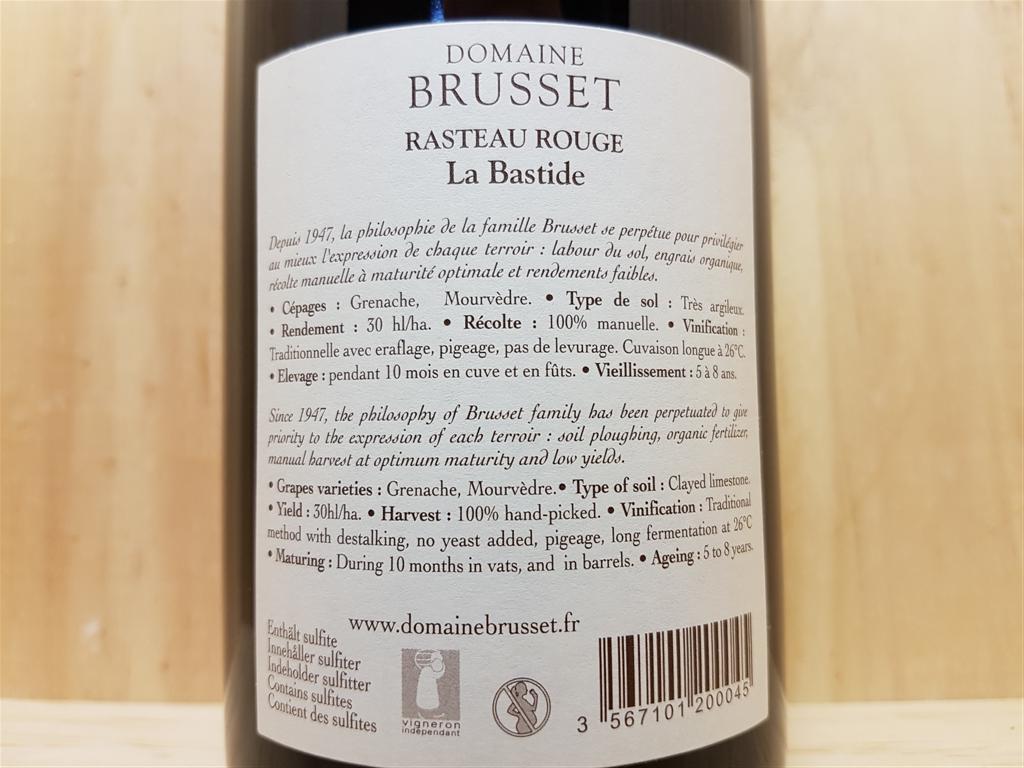 DOMAINE
BRUSSET
RASTEAU ROUGE
La Bastide
Depuis 1947, la philosophie de la famille Brusset se perpétue pour privilégier
au mieux l'expression de chaque terroir : labour du sol, engrais organique,
récolte manuelle à maturité optimale et rendements faibles.
• Cépages : Grenache, Mourvèdre. • Type de sol : Très argileux.
• Rendement : 30 hl/ha. • Récolte : 100% manuelle. • Vinification :
Traditionnelle avec eraflage, pigeage, pas de levurage. Cuvaison longue à 26°C.
• Elevage : pendant 10 mois en cuve et en fûts. • Vieillissement : 5 à 8 ans.
Since 1947, the philosophy of Brusset family has been perpetuated to give
priority to the expression of each terroir : soil ploughing, organic fertilizer,
manual harvest at optimum maturity and low yields.
• Grapes varieties : Grenache, Mourvèdre. • Type of soil : Clayed limestone.
• Yield : 30hl/ha. • Harvest : 100% hand-picked. • Vinification : Traditional
method with destalking, no yeast added, pigeage, long fermentation at 26°C
• Maturing : During 10 months in vats, and in barrels. • Ageing : 5 to 8 years.
www.domainebrusset.fr
Enthält sulfite
Innehåller sulfiter
Indeholder sulfitter
Contains sulfites
Contient des sulfites
vigneron
indépendant
3 567101 200045